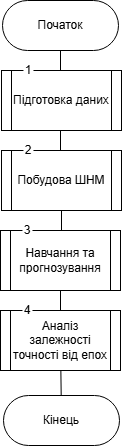 Початок
1
Підготовка даних
2
Побудова ШНМ
3
Навчання та
прогнозування
4
Аналіз
залежності
точності від епох
Кінець